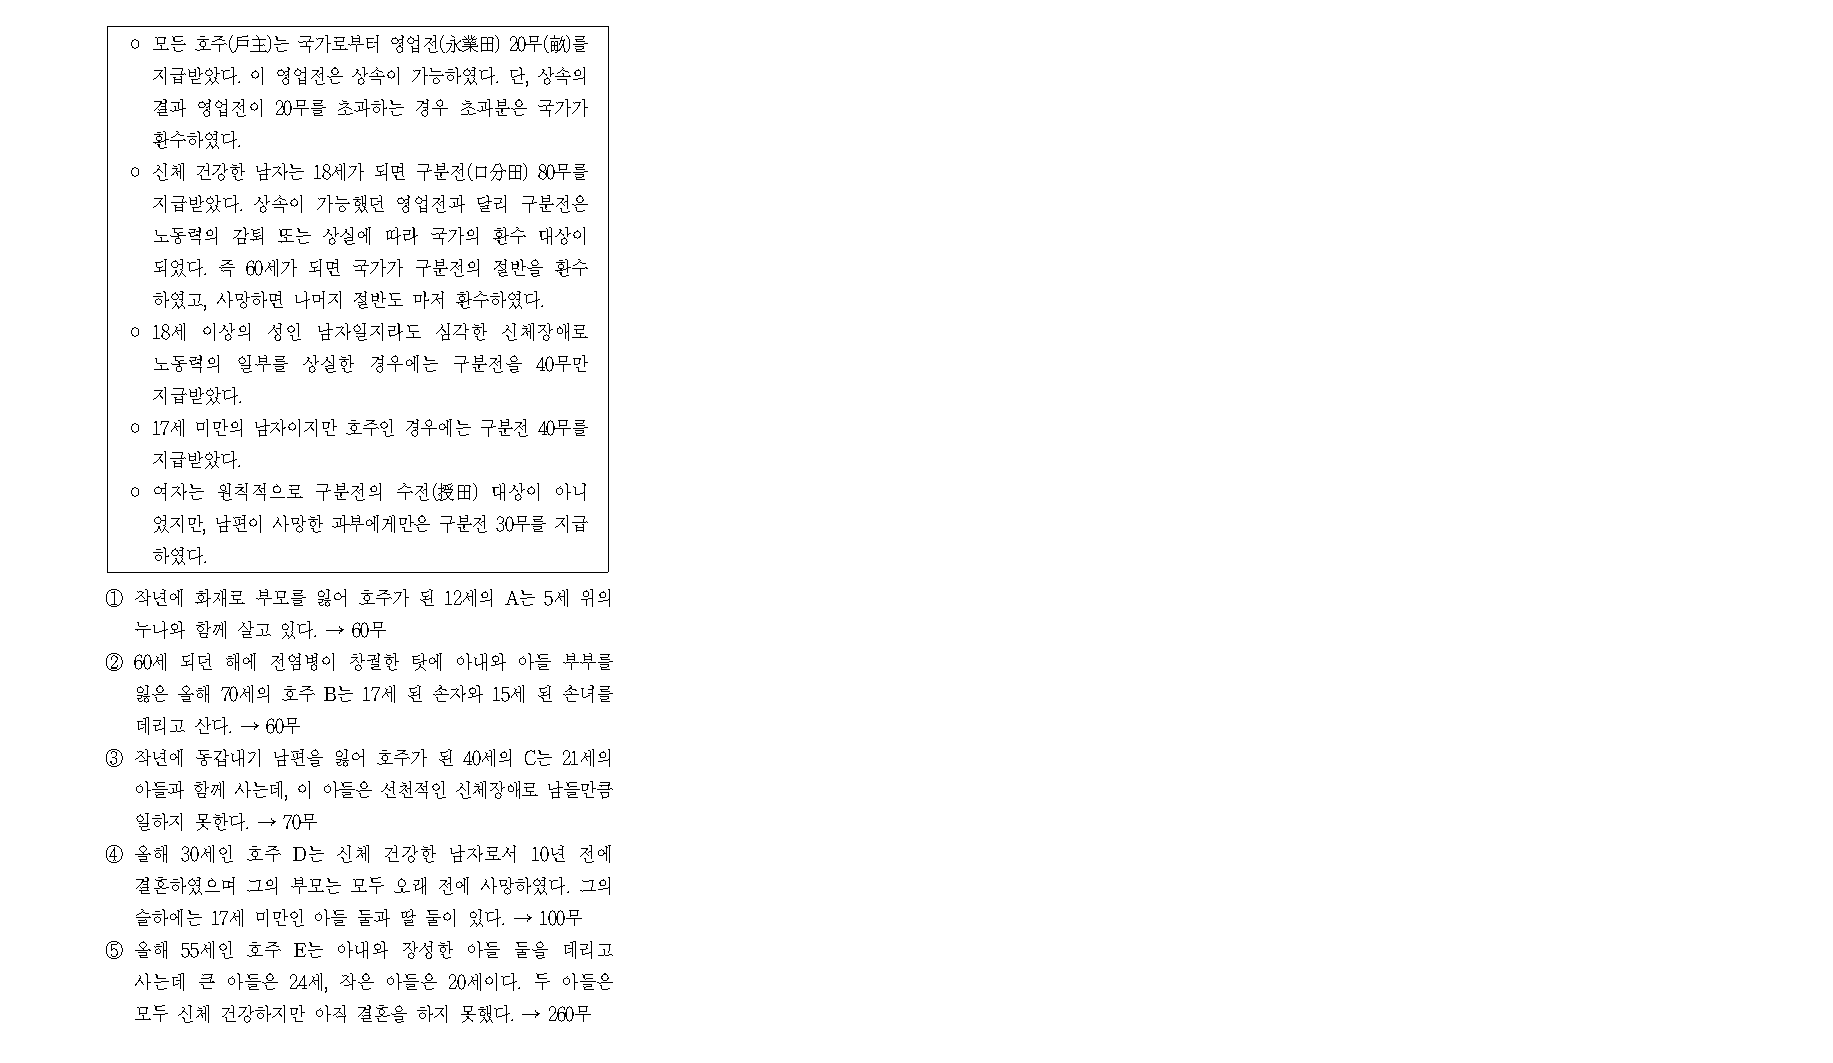 ○ 모든 호주(戶主)는 국가로부터 영업전(永業田) 20무(畝)를
지급받았다. 이 영업전은 상속이 가능하였다. 단, 상속의
결과 영업전이 20무를 초과하는 경우 초과분은 국가가
환수하였다.
○ 신체 건강한 남자는 18세가 되면 구분전(口分田) 80무를
지급받았다. 상속이 가능했던 영업전과 달리 구분전은
노동력의 감퇴 또는 상실에 따라 국가의 환수 대상이
되었다. 즉 60세가 되면 국가가 구분전의 절반을 환수
하였고, 사망하면 나머지 절반도 마저 환수하였다.
○ 18세 이상의 성인 남자일지라도 심각한 신체장애로
노동력의 일부를 상실한 경우에는 구분전을 40무만
지급받았다.
○ 17세 미만의 남자이지만 호주인 경우에는 구분전 40무를
지급받았다.
○ 여자는 원칙적으로 구분전의 수전(授田) 대상이 아니
었지만, 남편이 사망한 과부에게만은 구분전 30무를 지급
하였다.
① 작년에 화재로 부모를 잃어 호주가 된 12세의 A는 5세 위의
누나와 함께 살고 있다. → 60무
② 60세 되던 해에 전염병이 창궐한 탓에 아내와 아들 부부를
잃은 올해 70세의 호주 B는 17세 된 손자와 15세 된 손녀를
데리고 산다. → 60무
③ 작년에 동갑내기 남편을 잃어 호주가 된 40세의 C는 21세의
아들과 함께 사는데, 이 아들은 선천적인 신체장애로 남들만큼
일하지 못한다. → 70무
④ 올해 30세인 호주 D는 신체 건강한 남자로서 10년 전에
결혼하였으며 그의 부모는 모두 오래 전에 사망하였다. 그의
슬하에는 17세 미만인 아들 둘과 딸 둘이 있다. → 100무
⑤ 올해 55세인 호주 E는 아내와 장성한 아들 둘을 데리고
사는데 큰 아들은 24세, 작은 아들은 20세이다. 두 아들은
모두 신체 건강하지만 아직 결혼을 하지 못했다. → 260무